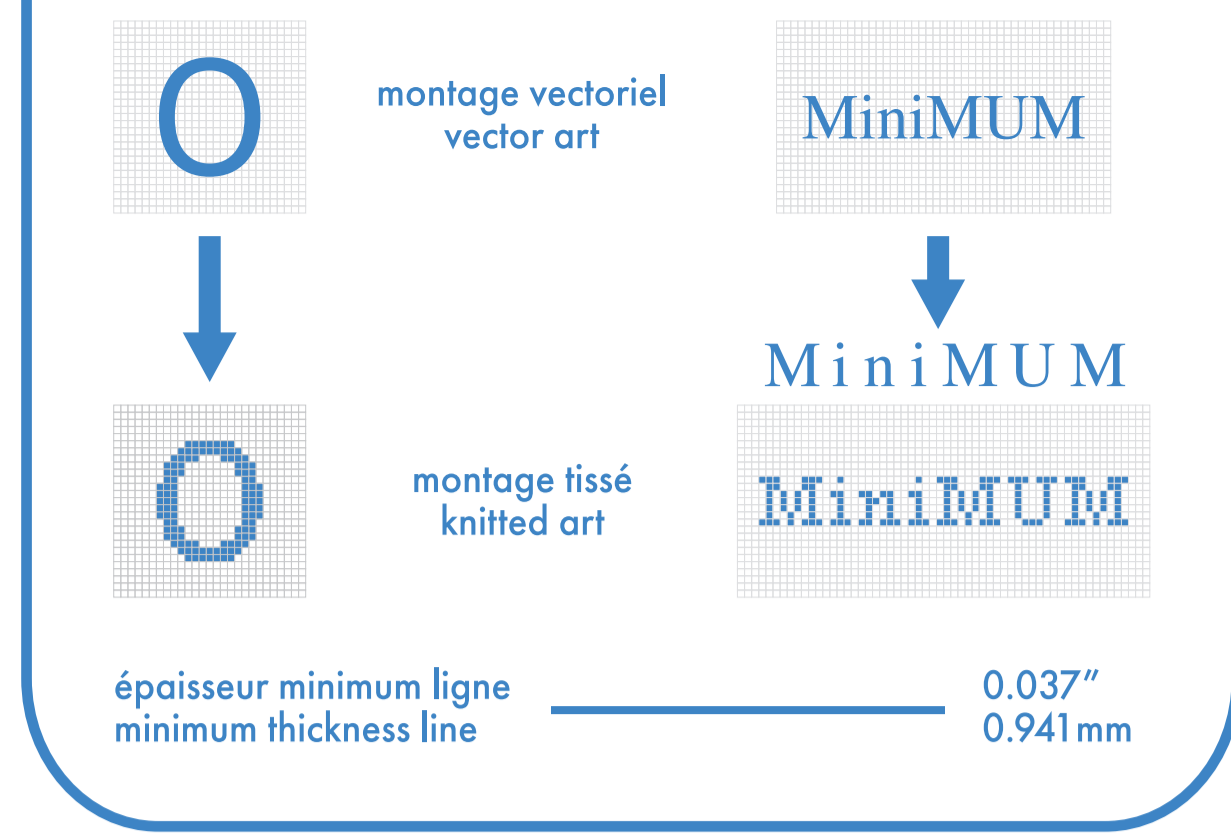 O
montage vectoriel
vector art
MiniMUM
MiniMUM
O
montage tissé
knitted art
MiniMUM
épaisseur minimum ligne
minimum thickness line
0.037"
0.941mm